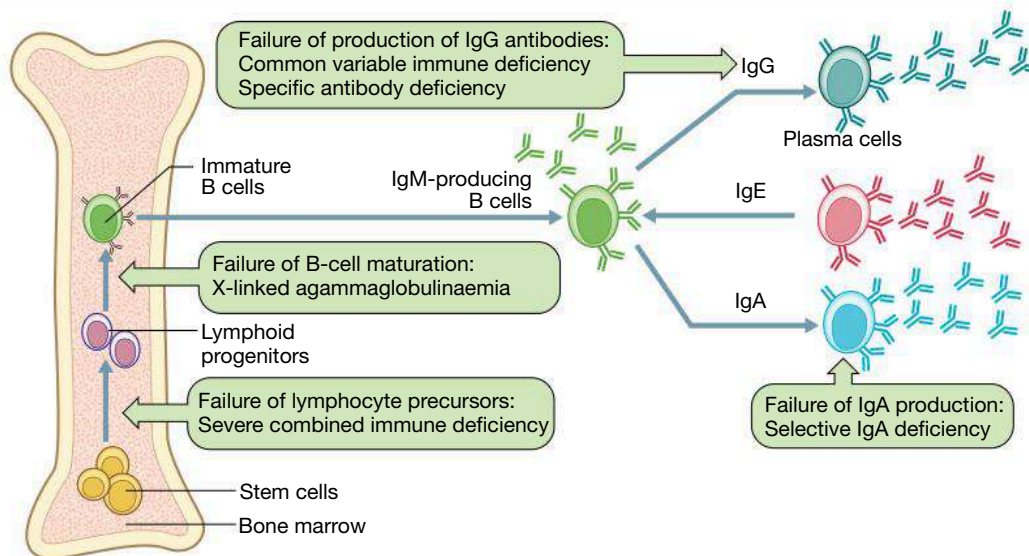 Failure of production of IgG antibodies:
Common variable immune deficiency
Specific antibody deficiency
IgG
Plasma cells
Immature
B cells
IgM-producing
B cells
IgE
Failure of B-cell maturation:
X-linked agammaglobulinaemia
IgA
Lymphoid
progenitors
Failure of lymphocyte precursors:
Severe combined immune deficiency
Failure of IgA production:
Selective IgA deficiency
Stem cells
Bone marrow